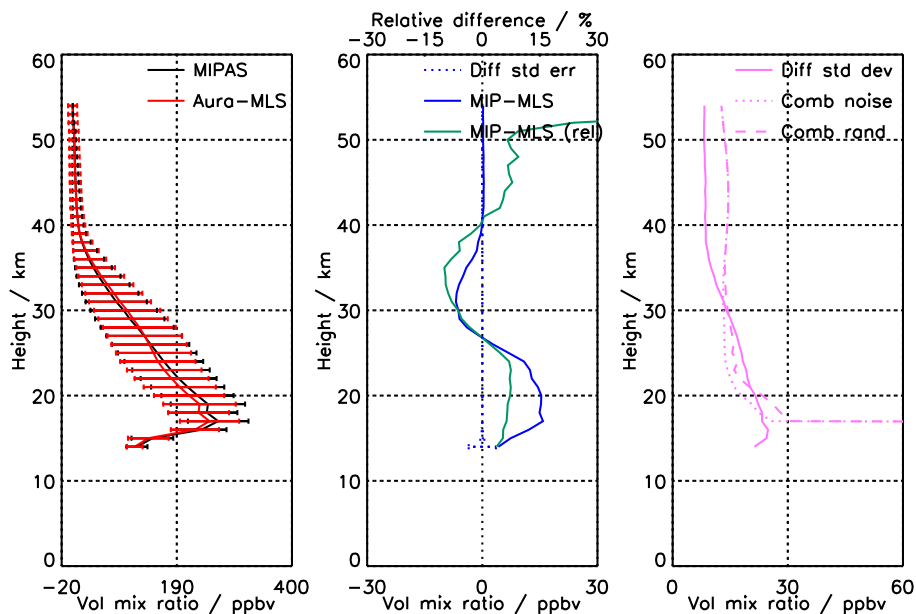 Relative difference / %
-30 -15 0 15 30
60 60 60
MIPAS Diff std err Diff std dev
Aura-MLS MIP-MLS Comb noise
MIP-MLS (rel) Comb rand
50 50 50
40 40 40
Height / km Height / km Height / km
30 30 30
20 20 20
10 10 10
0 0 0
-20 190 400 -30 0 30 0 30 60
Vol mix ratio / ppbv Vol mix ratio / ppbv Vol mix ratio / ppbv